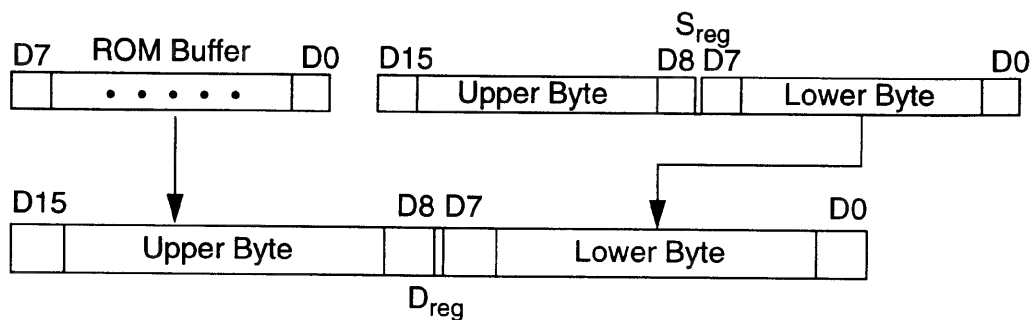 S_reg
D7 ROM Buffer D0 D15 D8 D7 D0
Upper Byte Lower Byte
D15 D8 D7 D0
Upper Byte Lower Byte
D_reg